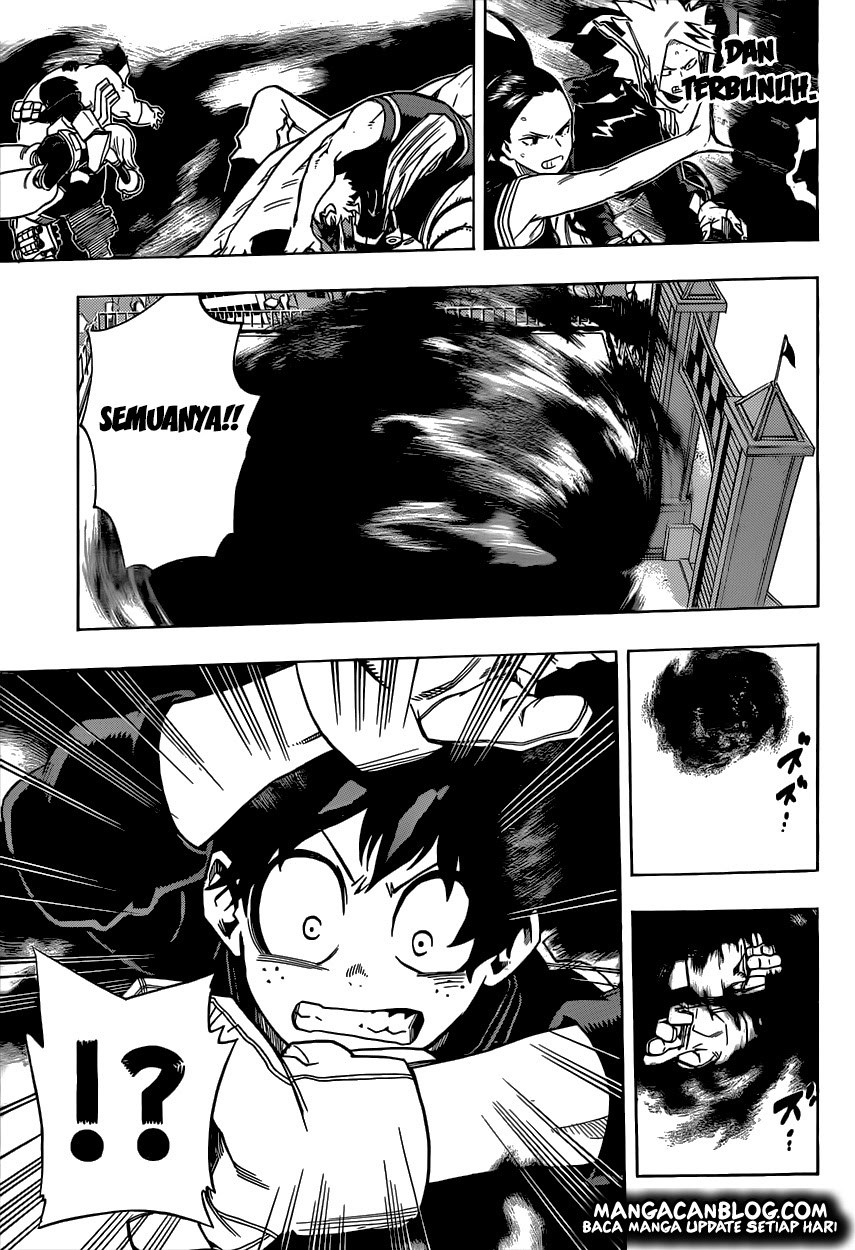 DAN
TERBUNUH.
SEMUANYA!!
ズズ...
!?
ズ...
MANGACANBLOG.COM
BACA MANGA UPDATE SETIAP HARI